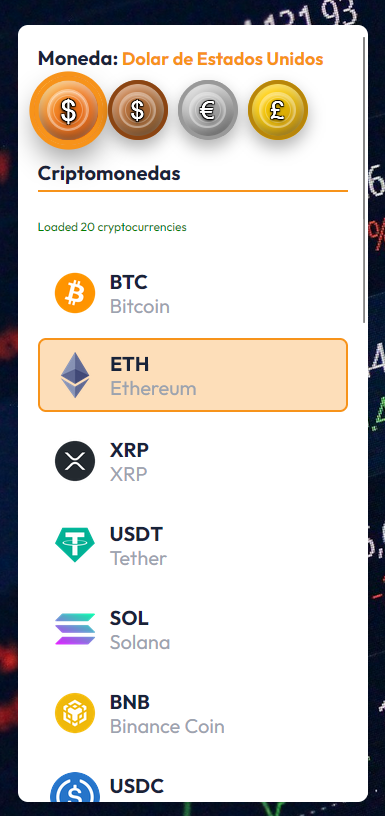 Moneda: Dolar de Estados Unidos
$ $ € £
Criptomonedas
Loaded 20 cryptocurrencies
BTC
Bitcoin
ETH
Ethereum
XRP
XRP
USDT
Tether
SOL
Solana
BNB
Binance Coin
USDC